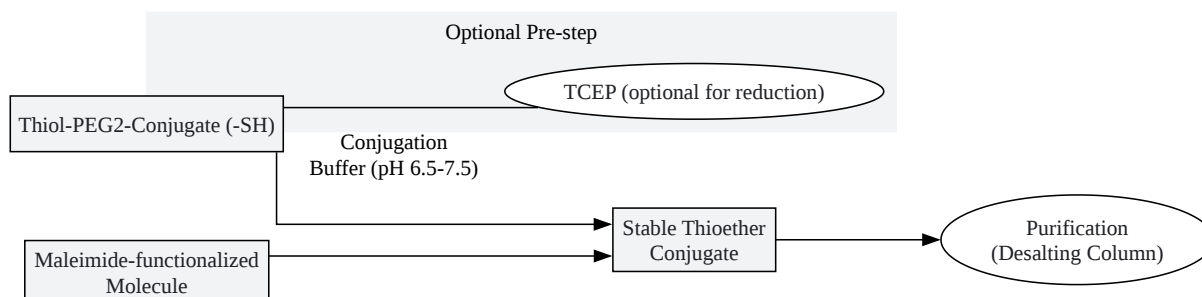 Optional Pre-step
TCEP (optional for reduction)
Thiol-PEG2-Conjugate (-SH)
Conjugation
Buffer (pH 6.5-7.5)
Stable Thioether
Conjugate
Purification
(Desalting Column)
Maleimide-functionalized
Molecule